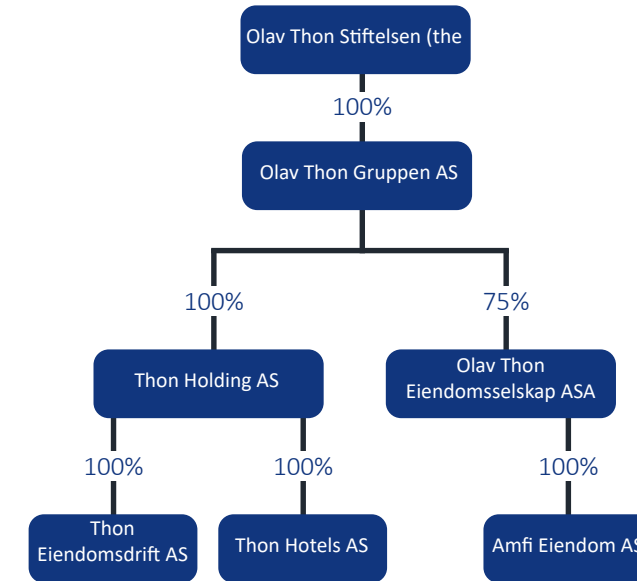 Olav Thon Stiftelsen (the
100%
Olav Thon Gruppen AS
100%
75%
Thon Holding AS
Olav Thon
Eiendomsselskap ASA
100%
100%
100%
Thon
Eiendomsdrift AS
Thon Hotels AS
Amfi Eiendom AS